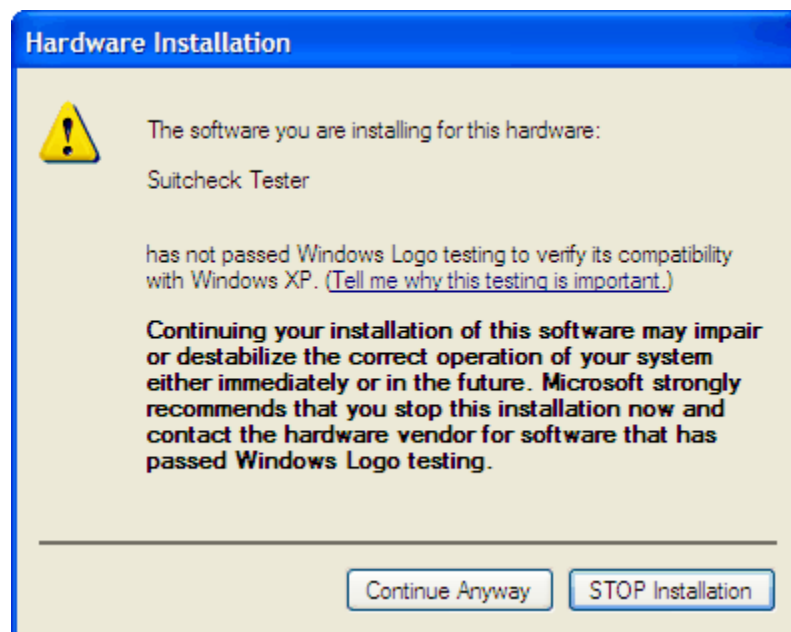 Hardware Installation
The software you are installing for this hardware:
Suitcheck Tester
has not passed Windows Logo testing to verify its compatibility
with Windows XP. (Tell me why this testing is important.)
Continuing your installation of this software may impair
or destabilize the correct operation of your system
either immediately or in the future. Microsoft strongly
recommends that you stop this installation now and
contact the hardware vendor for software that has
passed Windows Logo testing.
Continue Anyway
STOP Installation